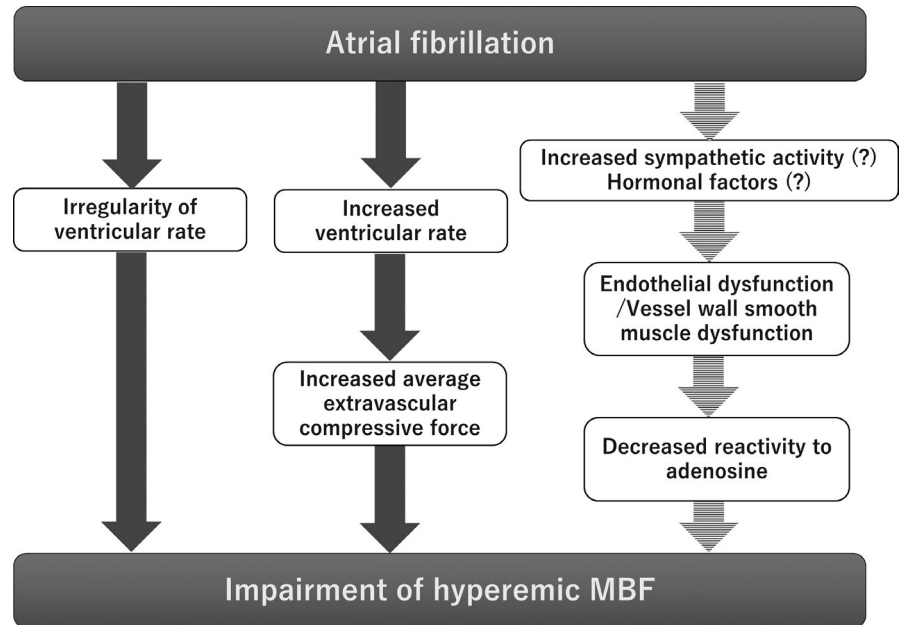 Atrial fibrillation
Irregularity of
ventricular rate
Increased
ventricular rate
Increased average
extravascular
compressive force
Increased sympathetic activity (?)
Hormonal factors (?)
Endothelial dysfunction
/Vessel wall smooth
muscle dysfunction
Decreased reactivity to
adenosine
Impairment of hyperemic MBF